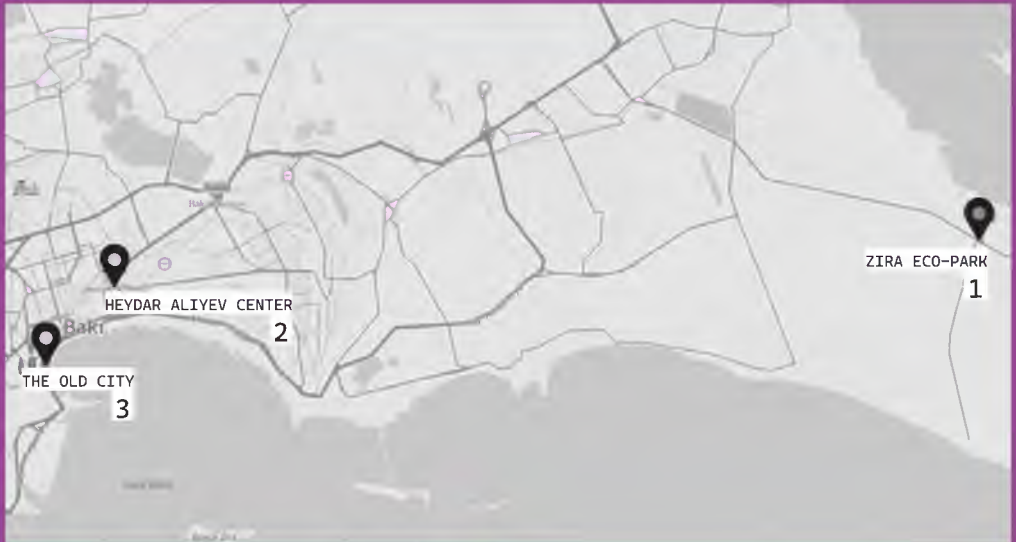 ZIRA ECO-PARK
1
HEYDAR ALIYEV CENTER
2
Bakı
THE OLD CITY
3